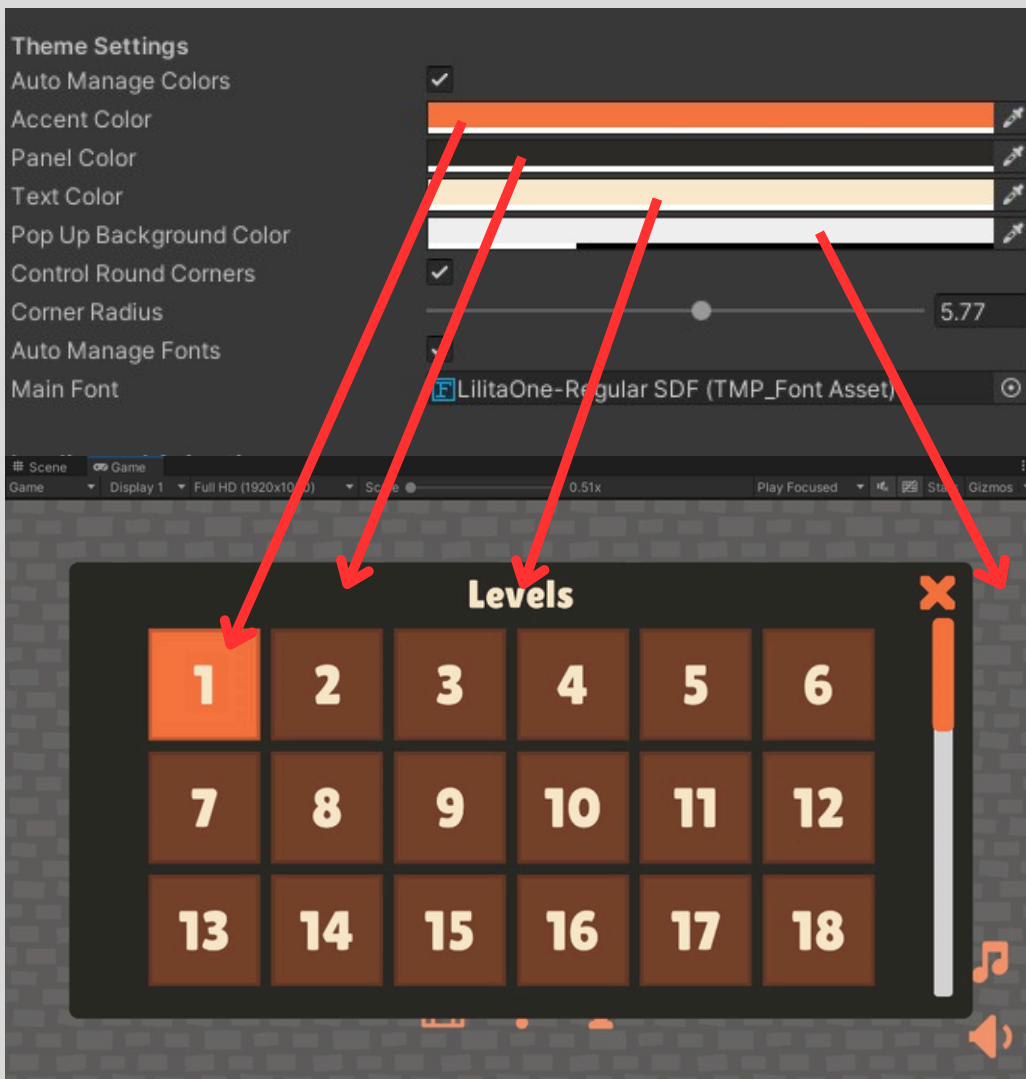 Theme Settings
Auto Manage Colors
Accent Color
Panel Color
Text Color
Pop Up Background Color
Control Round Corners
Corner Radius 5.77
Auto Manage Fonts
Main Font LilitaOne-Regular SDF (TMP_Font Asset)
Scene Game
Game Display 1 Full HD (1920x1080) Scale 0.51x Play Focused Stats Gizmos
Levels
1 2 3 4 5 6
7 8 9 10 11 12
13 14 15 16 17 18